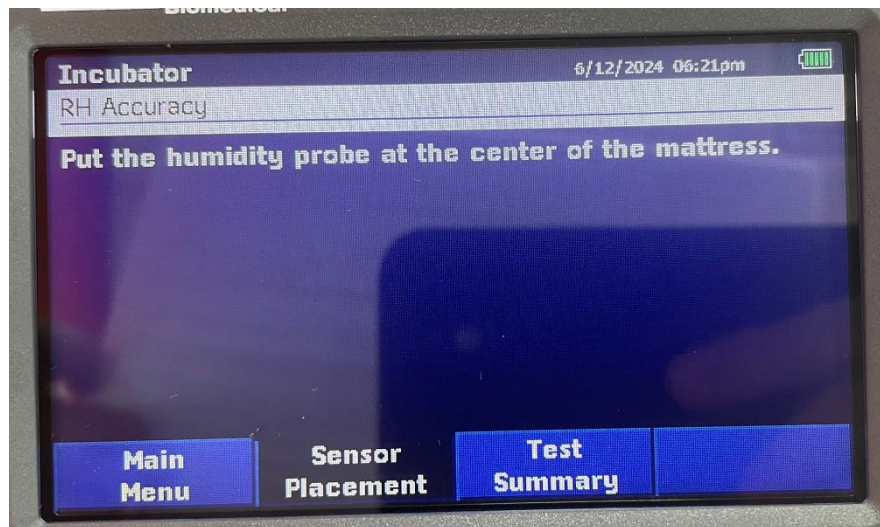 Biomedical
Incubator 6/12/2024 06:21pm
RH Accuracy
Put the humidity probe at the center of the mattress.
Main Menu
Sensor Placement
Test Summary